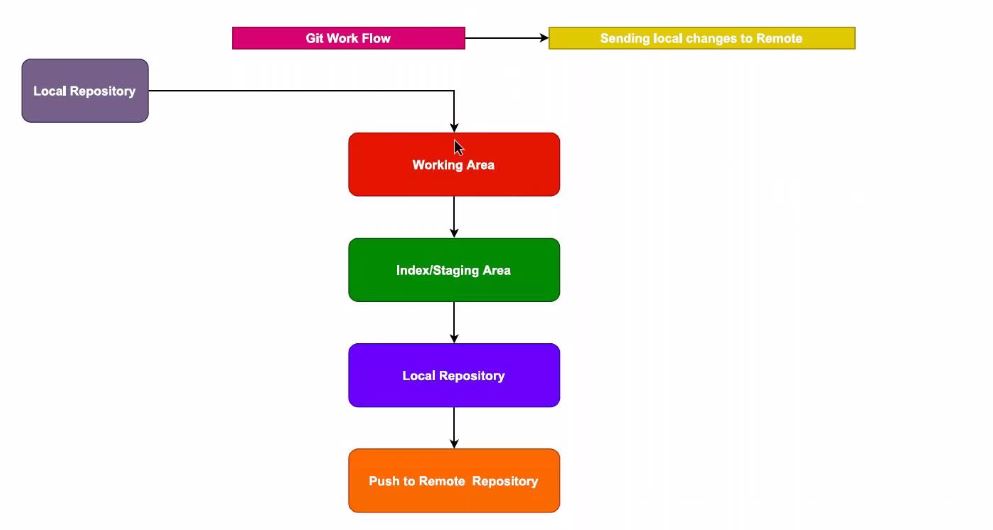 Git Work Flow
Sending local changes to Remote
Local Repository
Working Area
Index/Staging Area
Local Repository
Push to Remote Repository